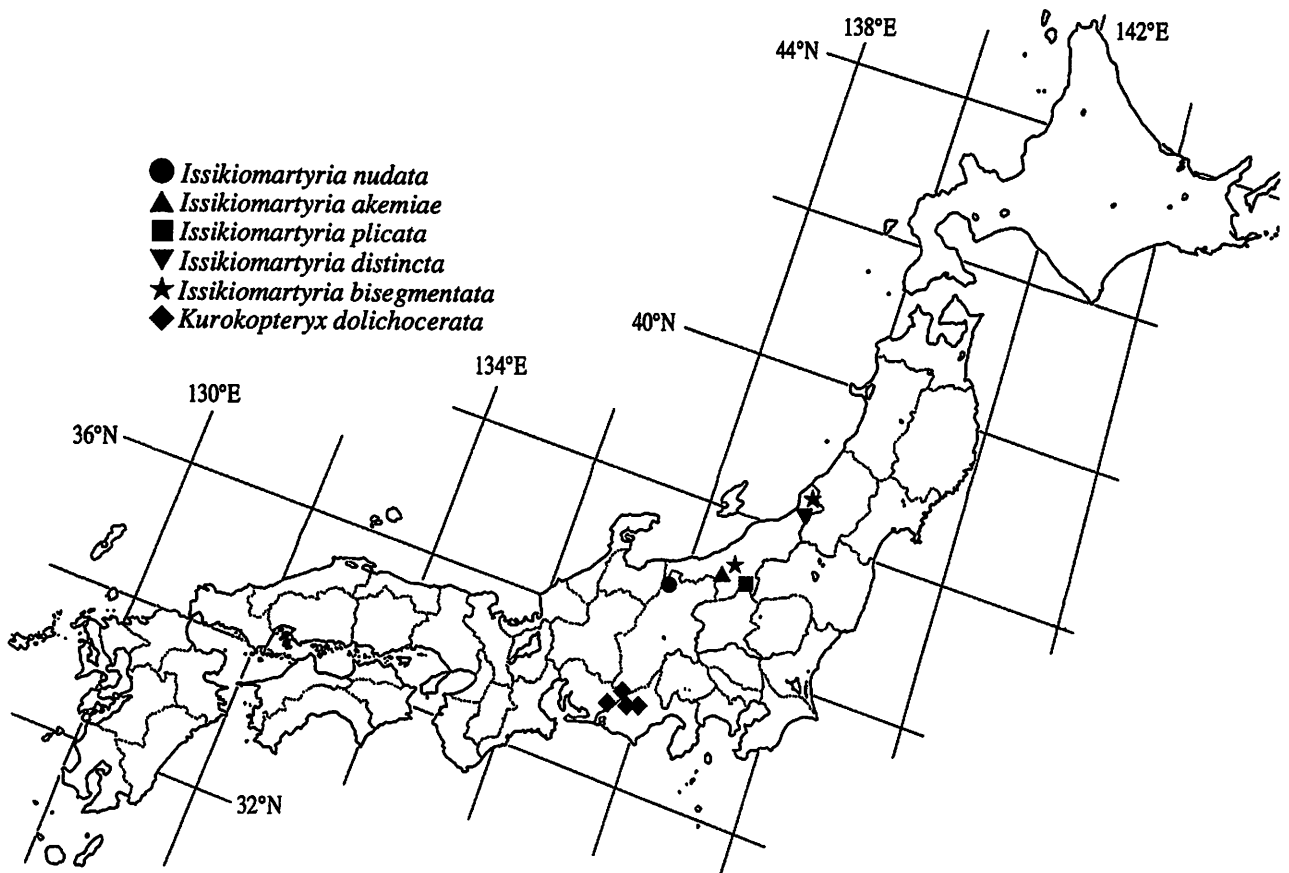 138°E
142°E
44°N
Issikiomartyria nudata
Issikiomartyria akemiae
Issikiomartyria plicata
Issikiomartyria distincta
Issikiomartyria bisegmentata
Kurokopteryx dolichocerata
40°N
134°E
130°E
36°N
32°N